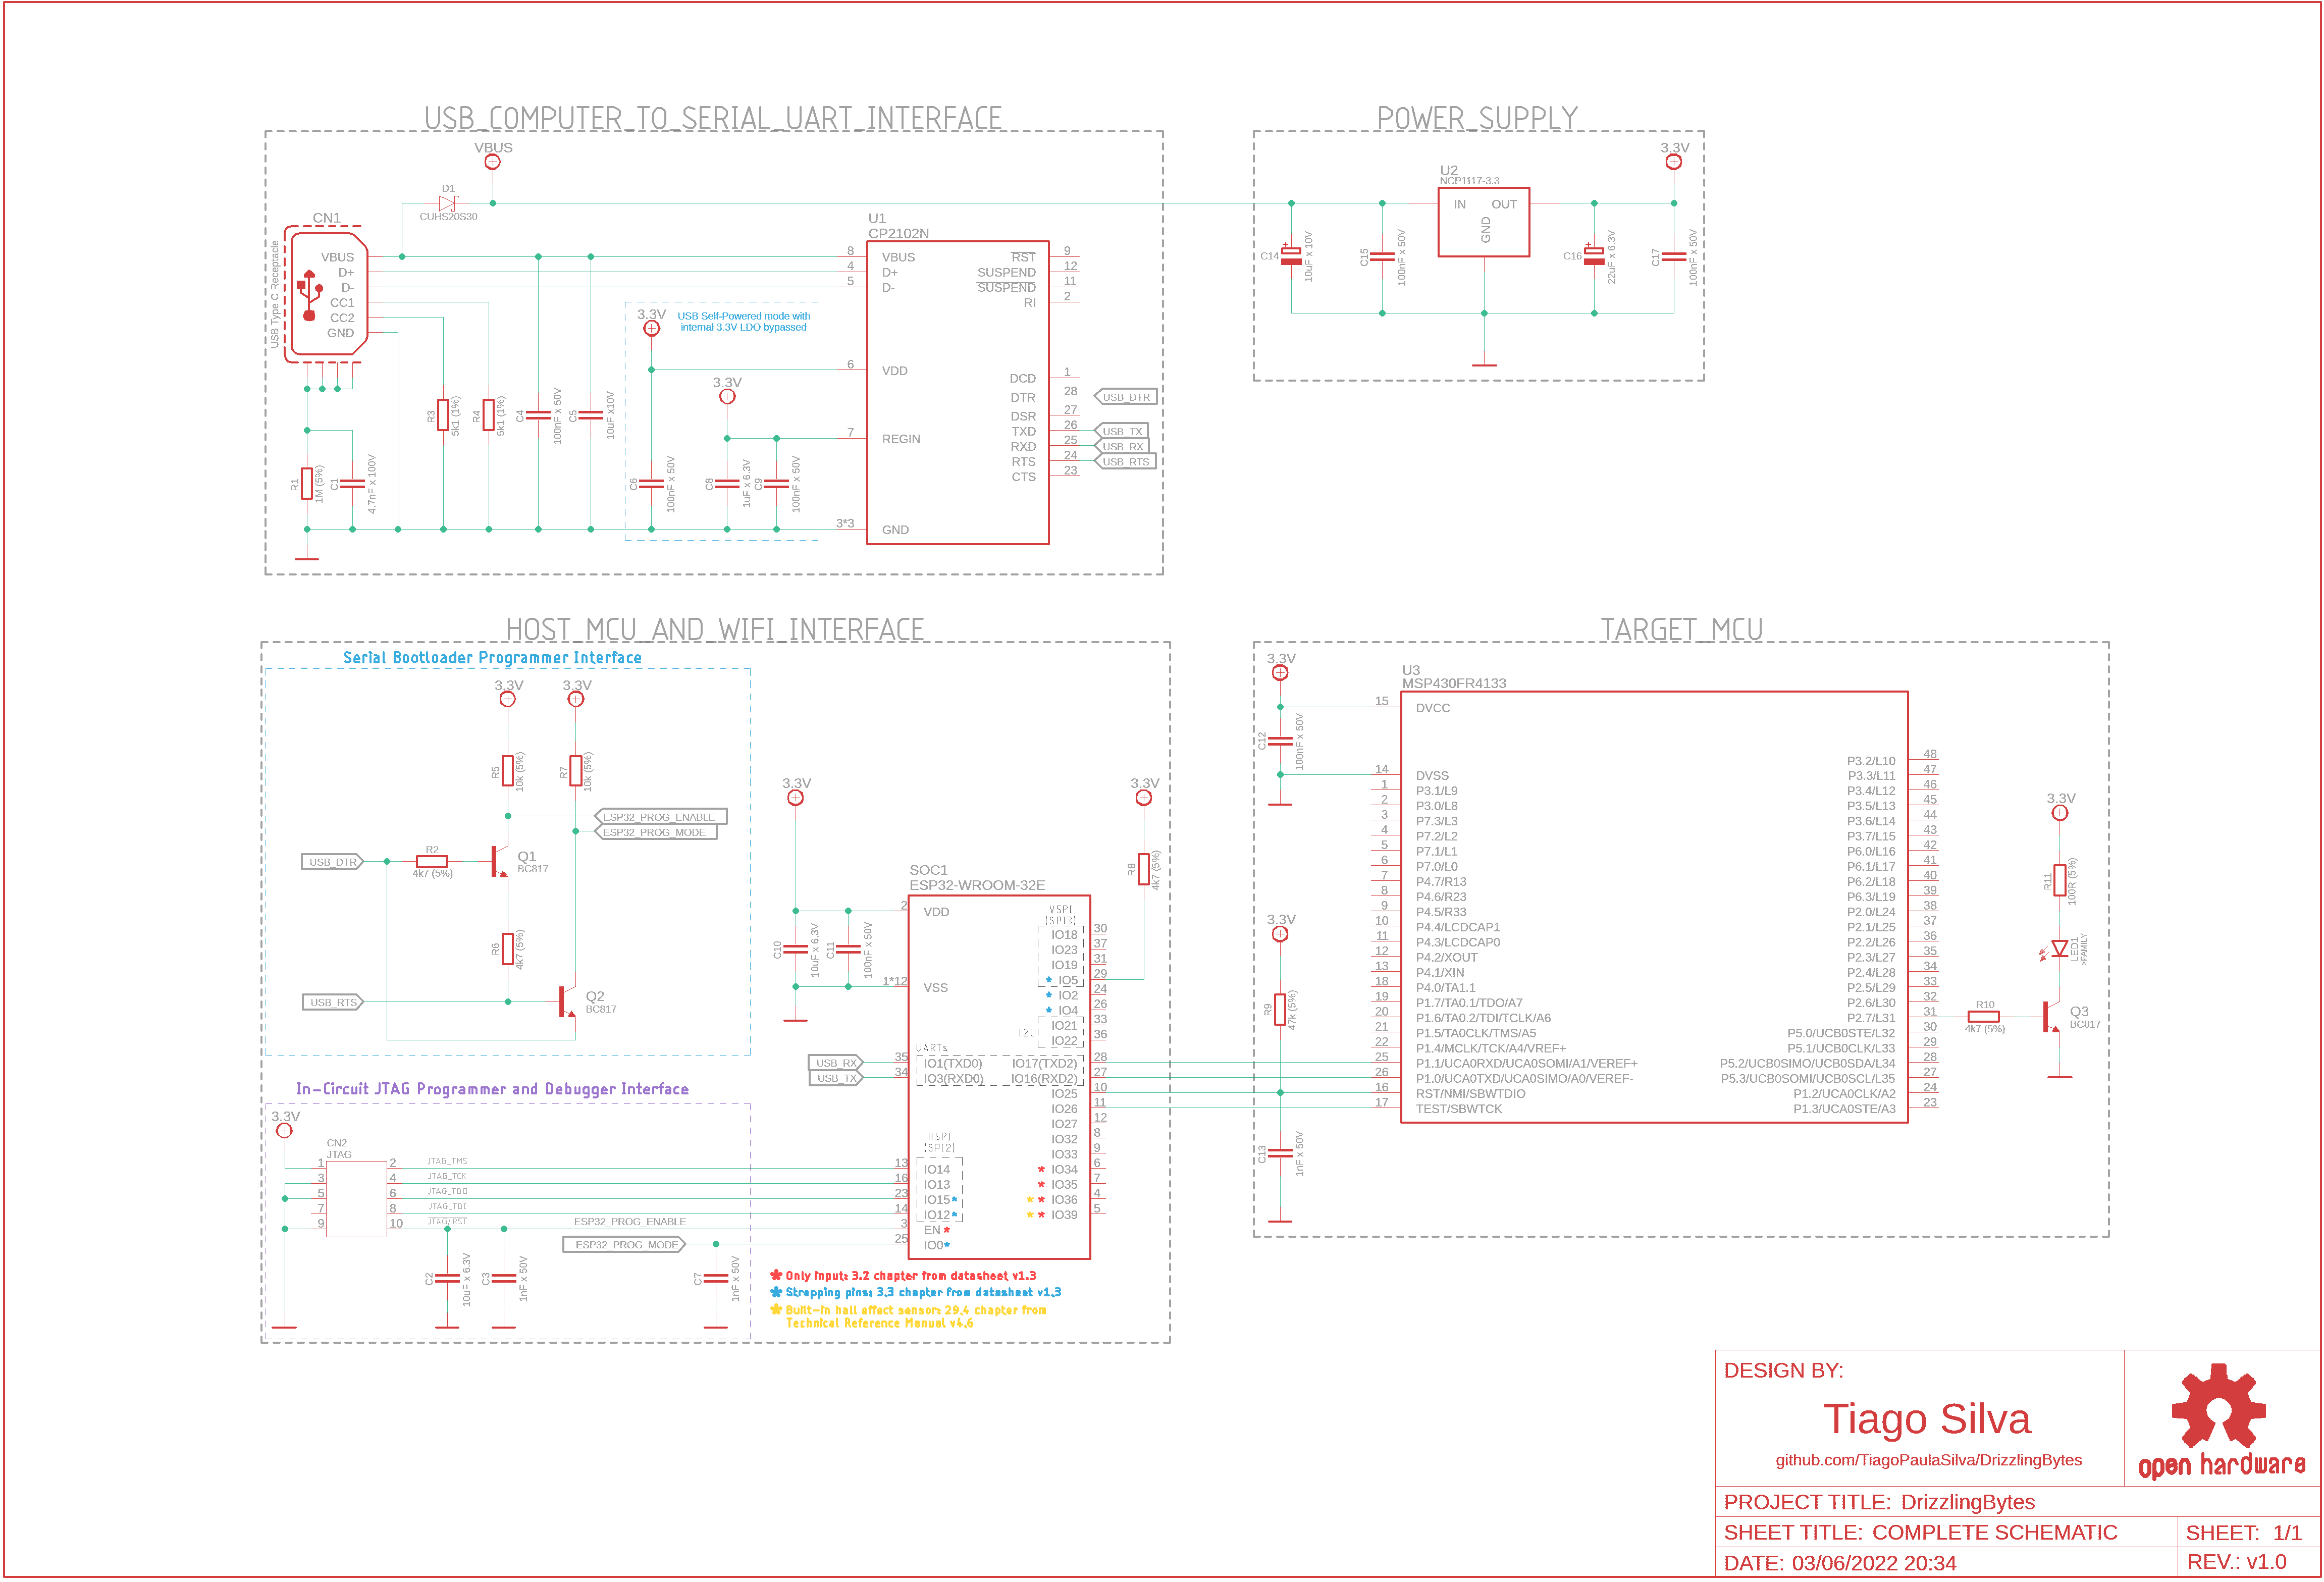 USB_COMPUTER_TO_SERIAL_UART_INTERFACE
VBUS
D1
CUHS20S30
CN1
USB Type C Receptacle
VBUS
D+
D-
CC1
CC2
GND
R1
1M (5%)
C1
4.7nF x 100V
R3
5k1 (1%)
R4
5k1 (1%)
C4
100nF x 50V
C5
10uF x10V
3.3V
USB Self-Powered mode with
internal 3.3V LDO bypassed
3.3V
C6
100nF x 50V
C8
1uF x 6.3V
C9
100nF x 50V
U1
CP2102N
8 VBUS
4 D+
5 D-
6 VDD
7 REGIN
3*3 GND
RST 9
SUSPEND 12
SUSPEND 11
RI 2
DCD 1
DTR 28 USB_DTR
DSR 27
TXD 26 USB_TX
RXD 25 USB_RX
RTS 24 USB_RTS
CTS 23
POWER_SUPPLY
U2
NCP1117-3.3
IN OUT
GND
3.3V
C14
10uF x 10V
C15
100nF x 50V
C16
22uF x 6.3V
C17
100nF x 50V
HOST_MCU_AND_WIFI_INTERFACE
Serial Bootloader Programmer Interface
3.3V 3.3V
R5
10k (5%)
R7
10k (5%)
ESP32_PROG_ENABLE
ESP32_PROG_MODE
USB_DTR
R2
4k7 (5%)
Q1
BC817
R6
4k7 (5%)
USB_RTS
Q2
BC817
In-Circuit JTAG Programmer and Debugger Interface
3.3V
CN2
JTAG
1 2 JTAG_TMS
3 4 JTAG_TCK
5 6 JTAG_TDO
7 8 JTAG_TDI
9 10 JTAG/RST
ESP32_PROG_ENABLE
ESP32_PROG_MODE
C2
10uF x 6.3V
C3
1nF x 50V
C7
1nF x 50V
3.3V
C10
10uF x 6.3V
C11
100nF x 50V
3.3V
R8
4k7 (5%)
SOC1
ESP32-WROOM-32E
2 VDD
1*12 VSS
UARTs
USB_RX 35 IO1(TXD0)
USB_TX 34 IO3(RXD0)
HSPI
(SPI2)
13 IO14
16 IO13
23 IO15*
14 IO12*
3 EN*
25 IO0*
VSPI
(SPI3)
IO18 30
IO23 37
IO19 31
* IO5 29
* IO2 24
* IO4 26
I2C
IO21 33
IO22 36
IO17(TXD2) 28
IO16(RXD2) 27
IO25 10
IO26 11
IO27 12
IO32 8
IO33 9
* IO34 6
* IO35 7
* * IO36 4
* * IO39 5
* Only input: 3.2 chapter from datasheet v1.3
* Strapping pins: 3.3 chapter from datasheet v1.3
* Built-in hall effect sensor: 29.4 chapter from
Technical Reference Manual v4.6
TARGET_MCU
3.3V
C12
100nF x 50V
3.3V
R9
47k (5%)
C13
1nF x 50V
U3
MSP430FR4133
15 DVCC
14 DVSS
1 P3.1/L9
2 P3.0/L8
3 P7.3/L3
4 P7.2/L2
5 P7.1/L1
6 P7.0/L0
7 P4.7/R13
8 P4.6/R23
9 P4.5/R33
10 P4.4/LCDCAP1
11 P4.3/LCDCAP0
12 P4.2/XOUT
13 P4.1/XIN
18 P4.0/TA1.1
19 P1.7/TA0.1/TDO/A7
20 P1.6/TA0.2/TDI/TCLK/A6
21 P1.5/TA0CLK/TMS/A5
22 P1.4/MCLK/TCK/A4/VREF+
25 P1.1/UCA0RXD/UCA0SOMI/A1/VEREF+
26 P1.0/UCA0TXD/UCA0SIMO/A0/VEREF-
16 RST/NMI/SBWTDIO
17 TEST/SBWTCK
P3.2/L10 48
P3.3/L11 47
P3.4/L12 46
P3.5/L13 45
P3.6/L14 44
P3.7/L15 43
P6.0/L16 42
P6.1/L17 41
P6.2/L18 40
P6.3/L19 39
P2.0/L24 38
P2.1/L25 37
P2.2/L26 36
P2.3/L27 35
P2.4/L28 34
P2.5/L29 33
P2.6/L30 32
P2.7/L31 31
P5.0/UCB0STE/L32 30
P5.1/UCB0CLK/L33 29
P5.2/UCB0SIMO/UCB0SDA/L34 28
P5.3/UCB0SOMI/UCB0SCL/L35 27
P1.2/UCA0CLK/A2 24
P1.3/UCA0STE/A3 23
3.3V
R11
100R (5%)
LED1
>FAMILY
R10
4k7 (5%)
Q3
BC817
DESIGN BY:
Tiago Silva
github.com/TiagoPaulaSilva/DrizzlingBytes
open hardware
PROJECT TITLE: DrizzlingBytes
SHEET TITLE: COMPLETE SCHEMATIC
SHEET: 1/1
DATE: 03/06/2022 20:34
REV.: v1.0